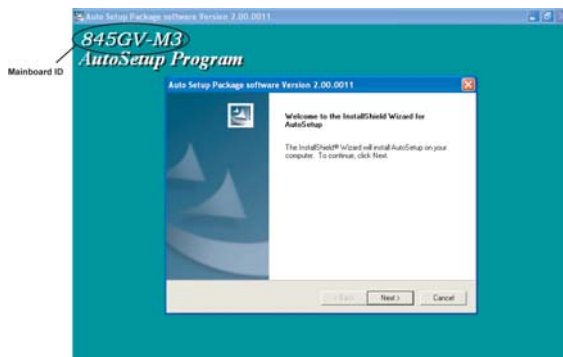 Auto Setup Package software Version 2.00.0011
845GV-M3
AutoSetup Program
Mainboard ID
Auto Setup Package software Version 2.00.0011
Welcome to the InstallShield Wizard for
AutoSetup
The InstallShield® Wizard will install AutoSetup on your
computer. To continue, click Next
< Back
Next >
Cancel